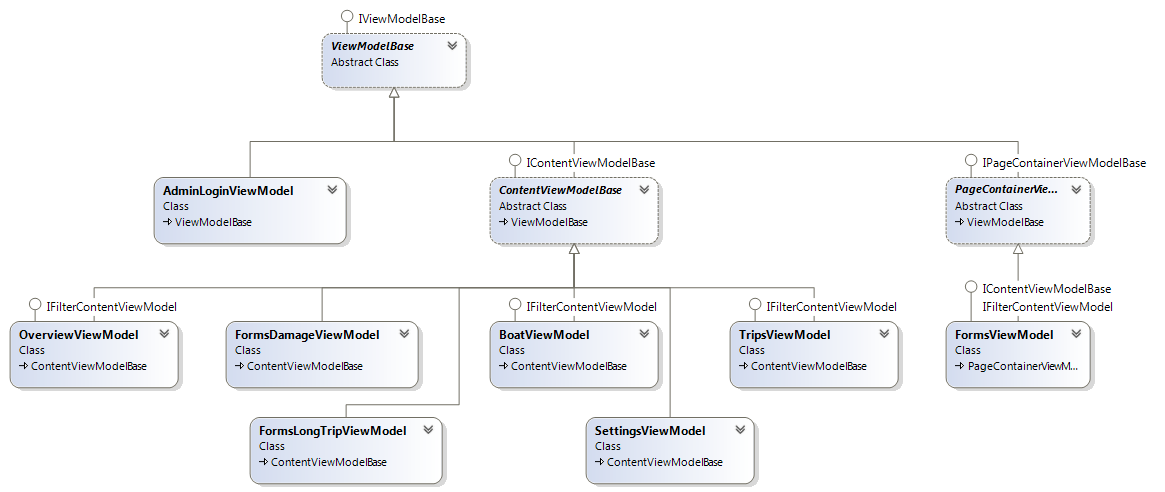 IViewModelBase
ViewModelBase
Abstract Class
IContentViewModelBase
IPageContainerViewModelBase
AdminLoginViewModel
Class
ViewModelBase
ContentViewModelBase
Abstract Class
ViewModelBase
PageContainerVie...
Abstract Class
ViewModelBase
IFilterContentViewModel
IFilterContentViewModel
IFilterContentViewModel
IContentViewModelBase
IFilterContentViewModel
OverviewViewModel
Class
ContentViewModelBase
FormsDamageViewModel
Class
ContentViewModelBase
BoatViewModel
Class
ContentViewModelBase
TripsViewModel
Class
ContentViewModelBase
FormsViewModel
Class
PageContainerViewM...
FormsLongTripViewModel
Class
ContentViewModelBase
SettingsViewModel
Class
ContentViewModelBase